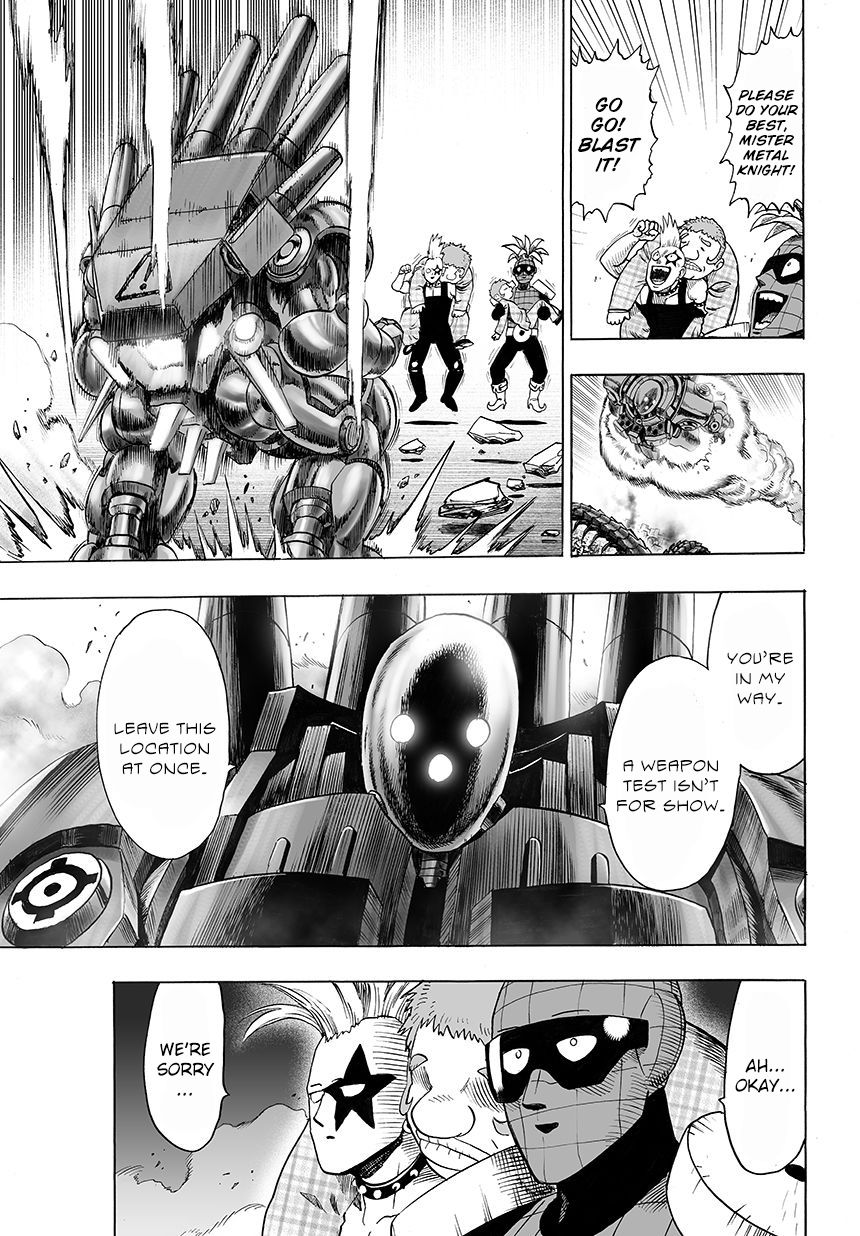 PLEASE
DO YOUR
BEST,
MISTER
METAL
KNIGHT!
GO
GO!
BLAST
IT!
YOU'RE
IN MY
WAY.
A WEAPON
TEST ISN'T
FOR SHOW.
LEAVE THIS
LOCATION
AT ONCE.
AH...
OKAY...
WE'RE
SORRY
...